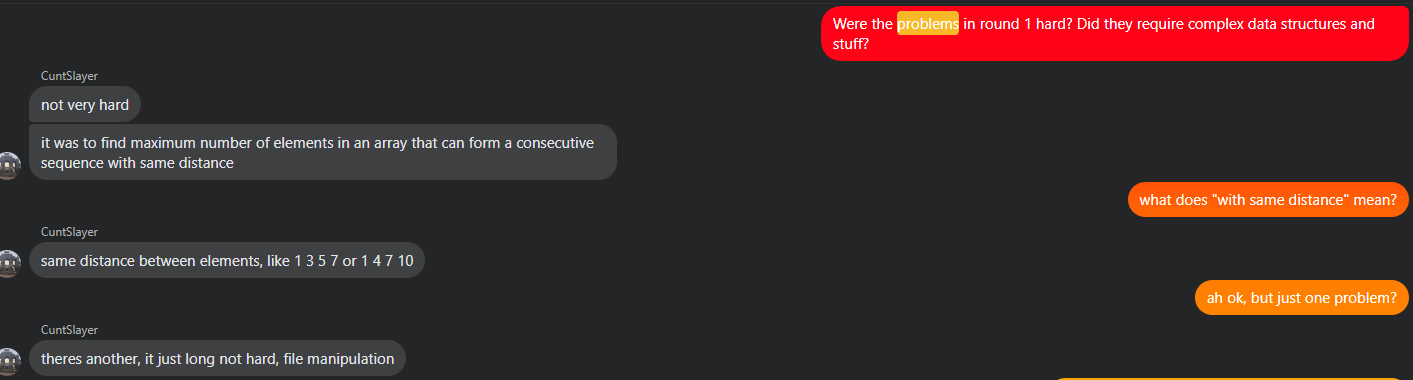 Were the problems in round 1 hard? Did they require complex data structures and
stuff?
CuntSlayer
not very hard
it was to find maximum number of elements in an array that can form a consecutive
sequence with same distance
what does "with same distance" mean?
CuntSlayer
same distance between elements, like 1 3 5 7 or 1 4 7 10
ah ok, but just one problem?
CuntSlayer
theres another, it just long not hard, file manipulation